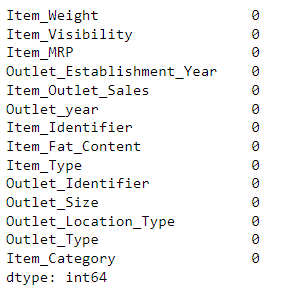 Item_Weight 0
Item_Visibility 0
Item_MRP 0
Outlet_Establishment_Year 0
Item_Outlet_Sales 0
Outlet_year 0
Item_Identifier 0
Item_Fat_Content 0
Item_Type 0
Outlet_Identifier 0
Outlet_Size 0
Outlet_Location_Type 0
Outlet_Type 0
Item_Category 0
dtype: int64